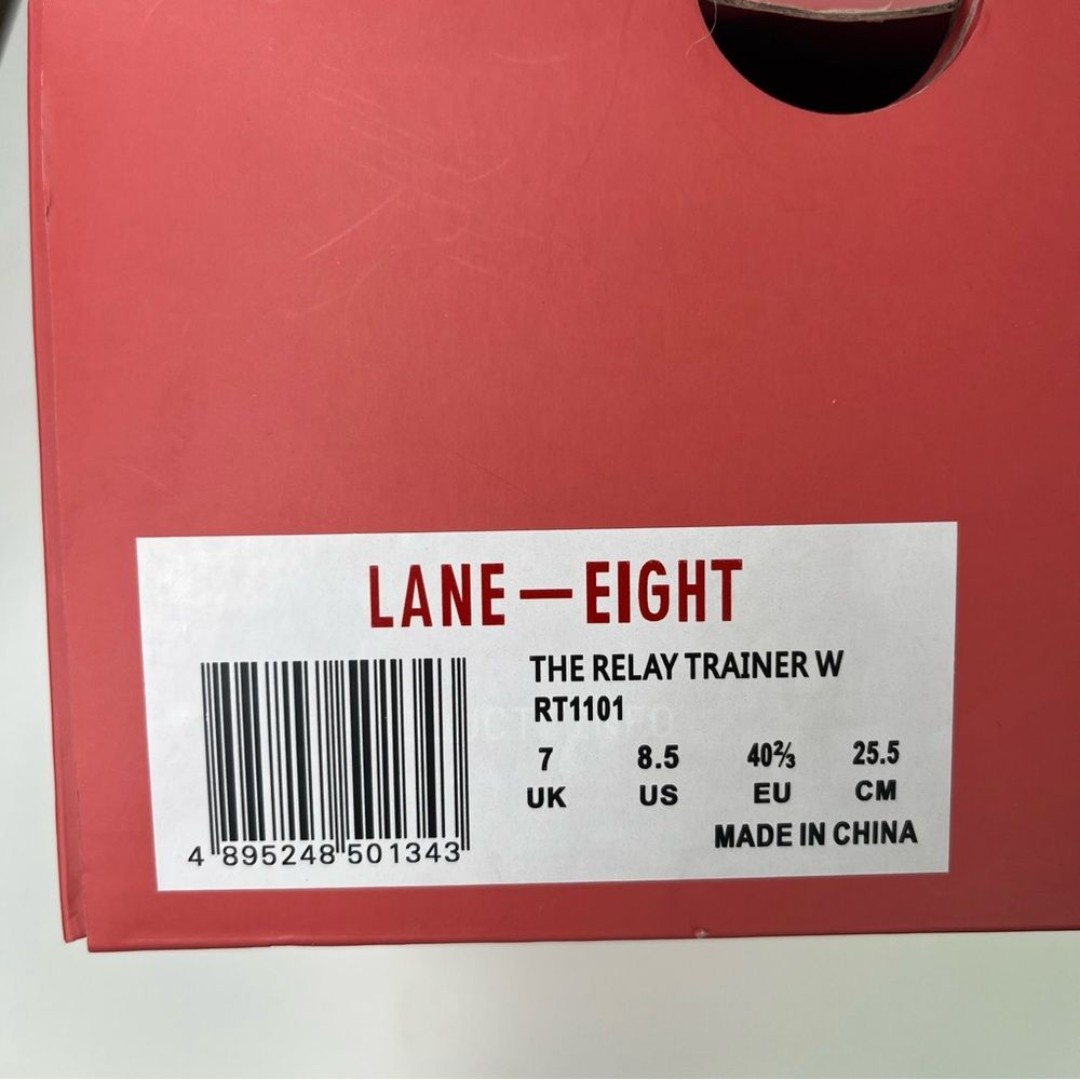 LANE—EIGHT
THE RELAY TRAINER W
RT1101
7 8.5 40⅔ 25.5
UK US EU CM
MADE IN CHINA
4 895248 501343